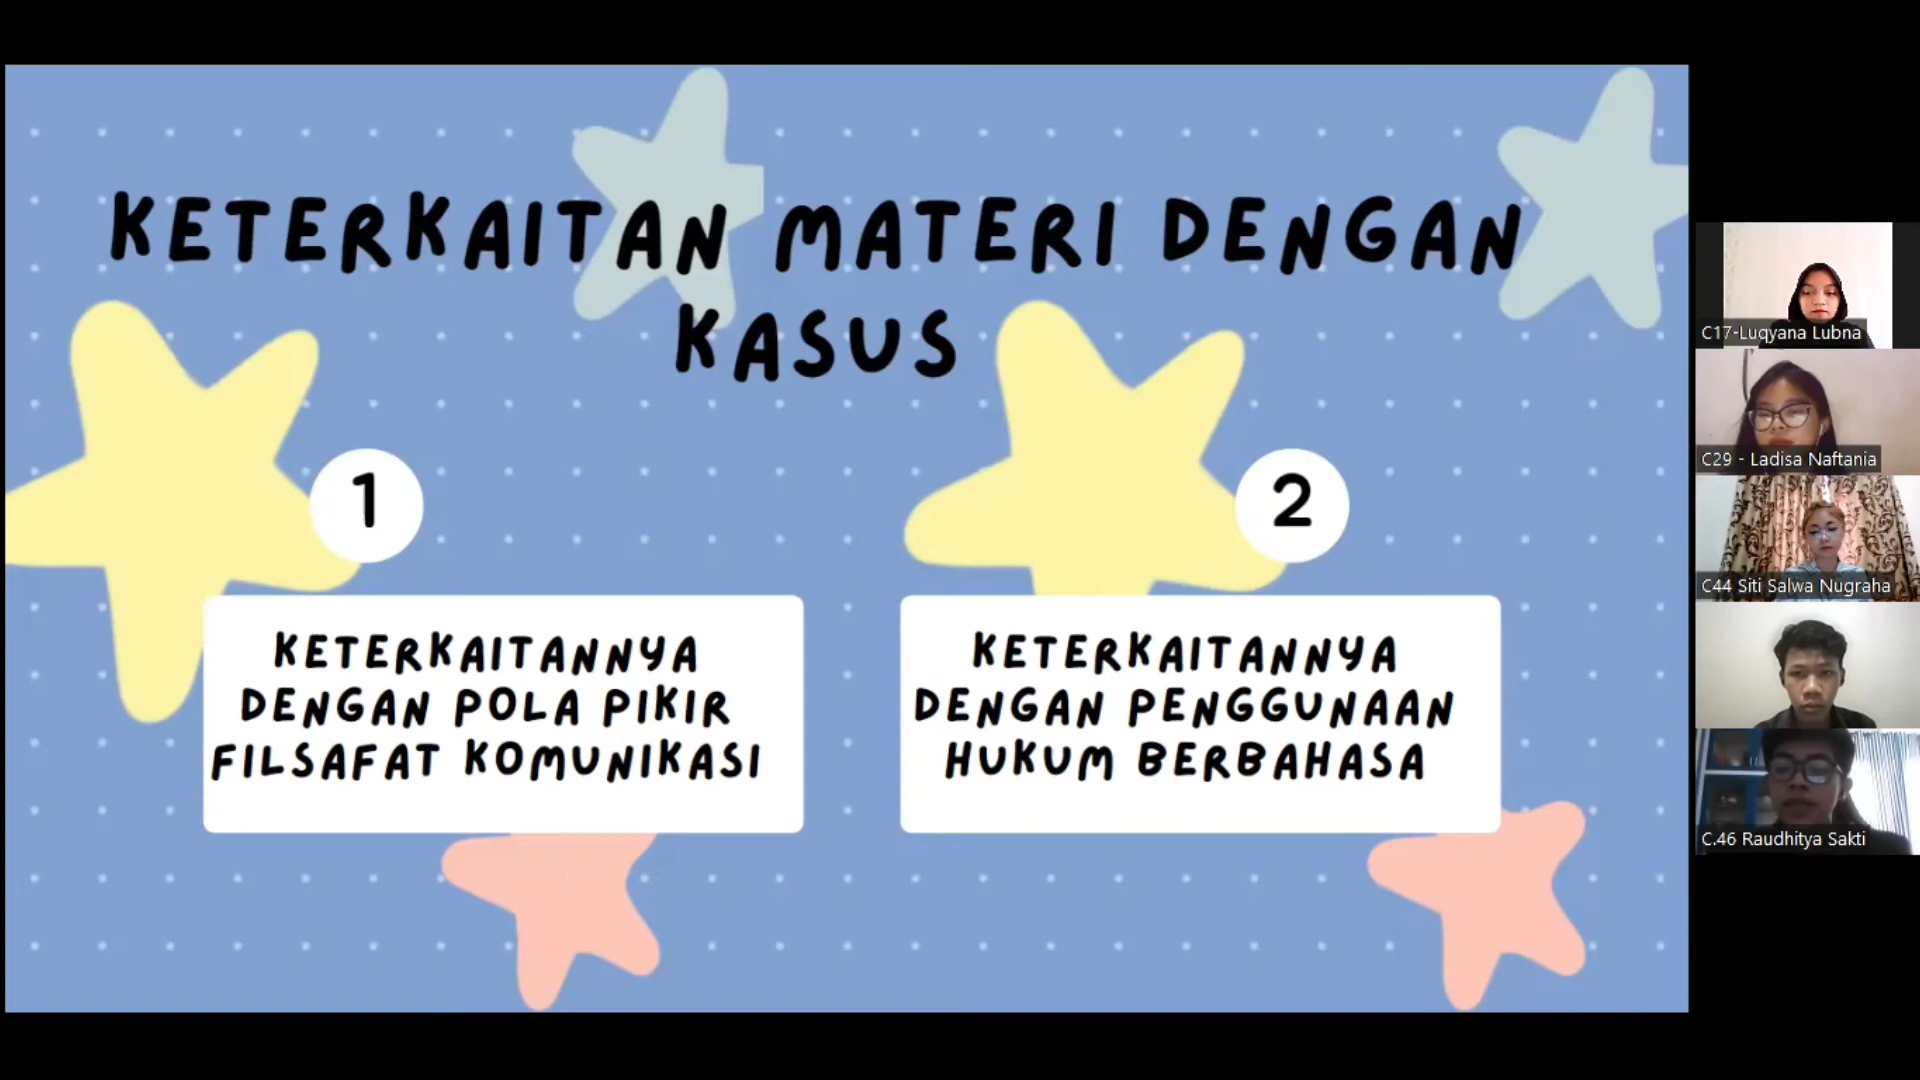 KETERKAITAN MATERI DENGAN
KASUS
1
KETERKAITANNYA
DENGAN POLA PIKIR
FILSAFAT KOMUNIKASI
2
KETERKAITANNYA
DENGAN PENGGUNAAN
HUKUM BERBAHASA
C17-Luqyana Lubna
C29 - Ladisa Naftania
C44 Siti Salwa Nugraha
C.46 Raudhitya Sakti